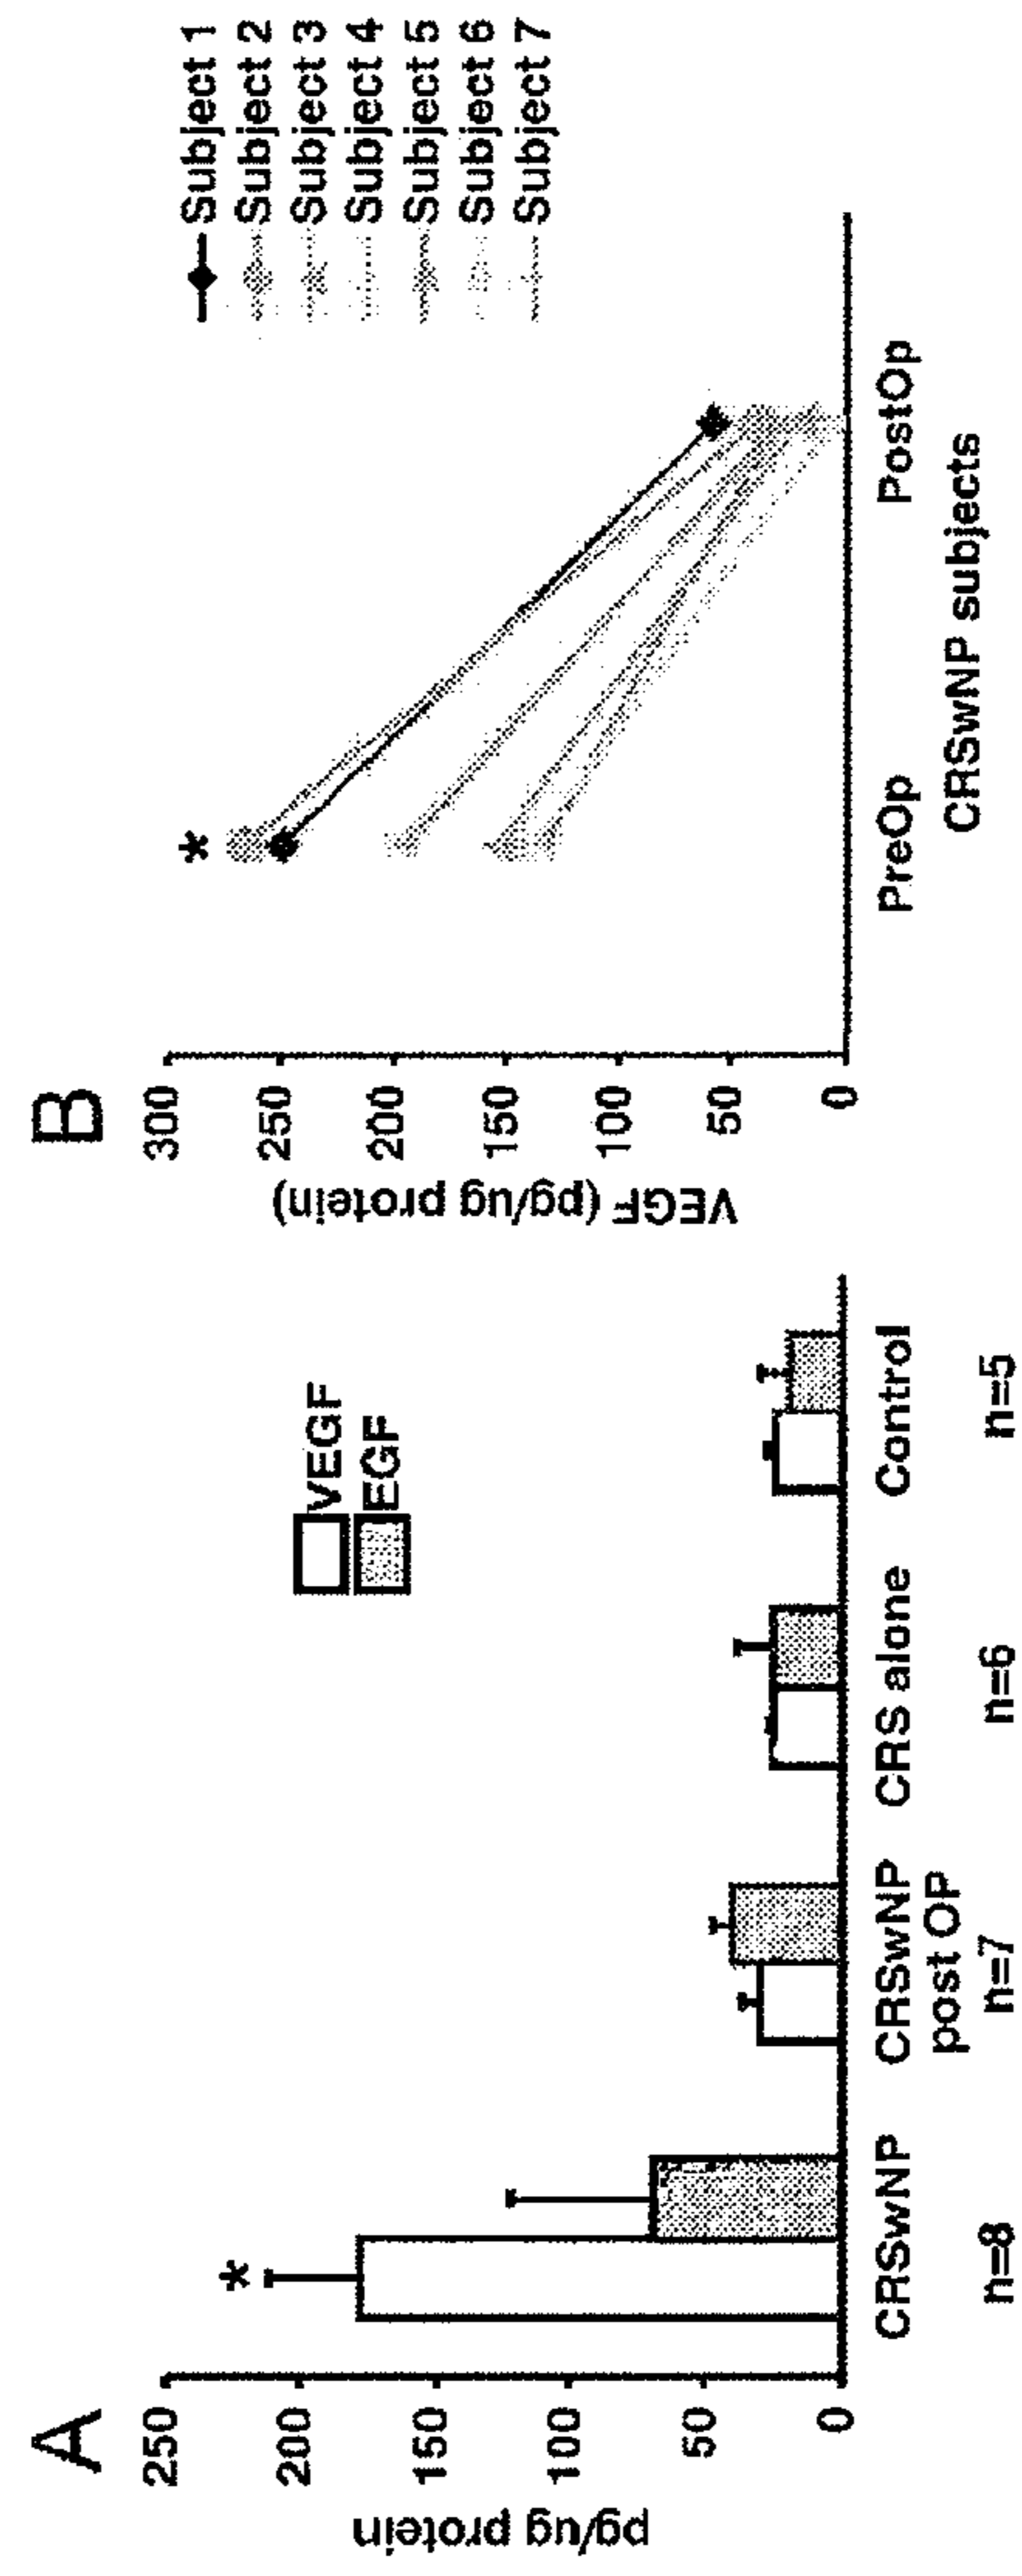 A
250
200
150
100
50
0
pg/ug protein
*
VEGF
EGF
CRSwNP
n=8
CRSwNP
post OP
n=7
CRS alone
n=6
Control
n=5
B
300
250
200
150
100
50
0
VEGF (pg/ug protein)
*
Subject 1
Subject 2
Subject 3
Subject 4
Subject 5
Subject 6
Subject 7
PreOp
PostOp
CRSwNP subjects